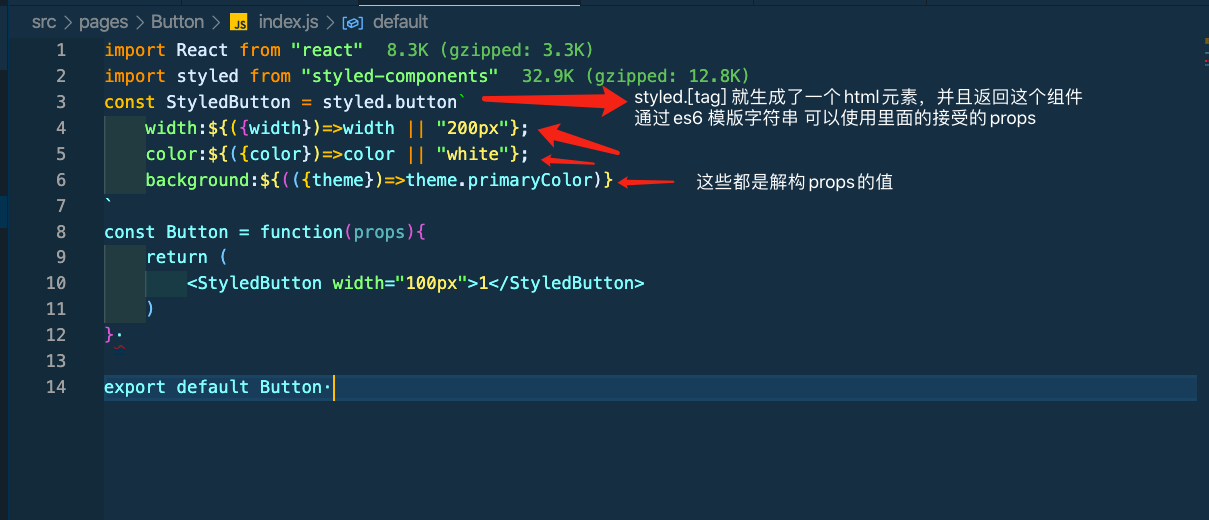 src > pages > Button > JS index.js > default
1 import React from "react" 8.3K (gzipped: 3.3K)
2 import styled from "styled-components" 32.9K (gzipped: 12.8K)
3 const StyledButton = styled.button` styled.[tag] 就生成了一个html元素，并且返回这个组件
通过es6 模版字符串 可以使用里面的接受的props
4 width:${({width})=>width || "200px"};
5 color:${({color})=>color || "white"};
6 background:${(({theme})=>theme.primaryColor)} 这些都是解构props的值
7 `
8 const Button = function(props){
9 return (
10 <StyledButton width="100px">1</StyledButton>
11 )
12 }·
13
14 export default Button·